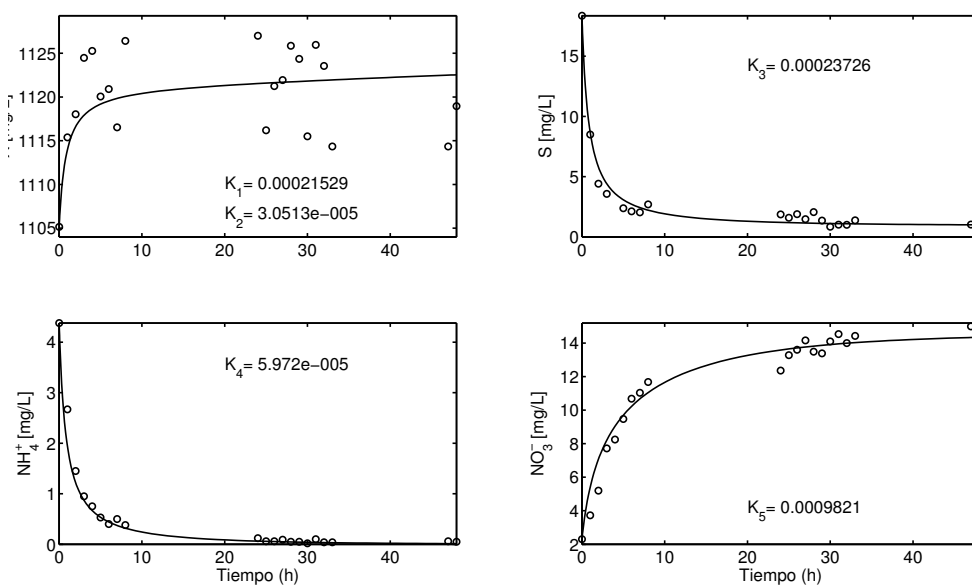 1125
1120
1115
1110
1105
0 10 20 30 40
K1= 0.00021529
K2= 3.0513e−005
S [mg/L]
15
10
5
0
0 10 20 30 40
K3= 0.00023726
NH4+ [mg/L]
4
3
2
1
0
0 10 20 30 40
Tiempo (h)
K4= 5.972e−005
NO3− [mg/L]
14
12
10
8
6
4
2
0 10 20 30 40
Tiempo (h)
K5= 0.0009821